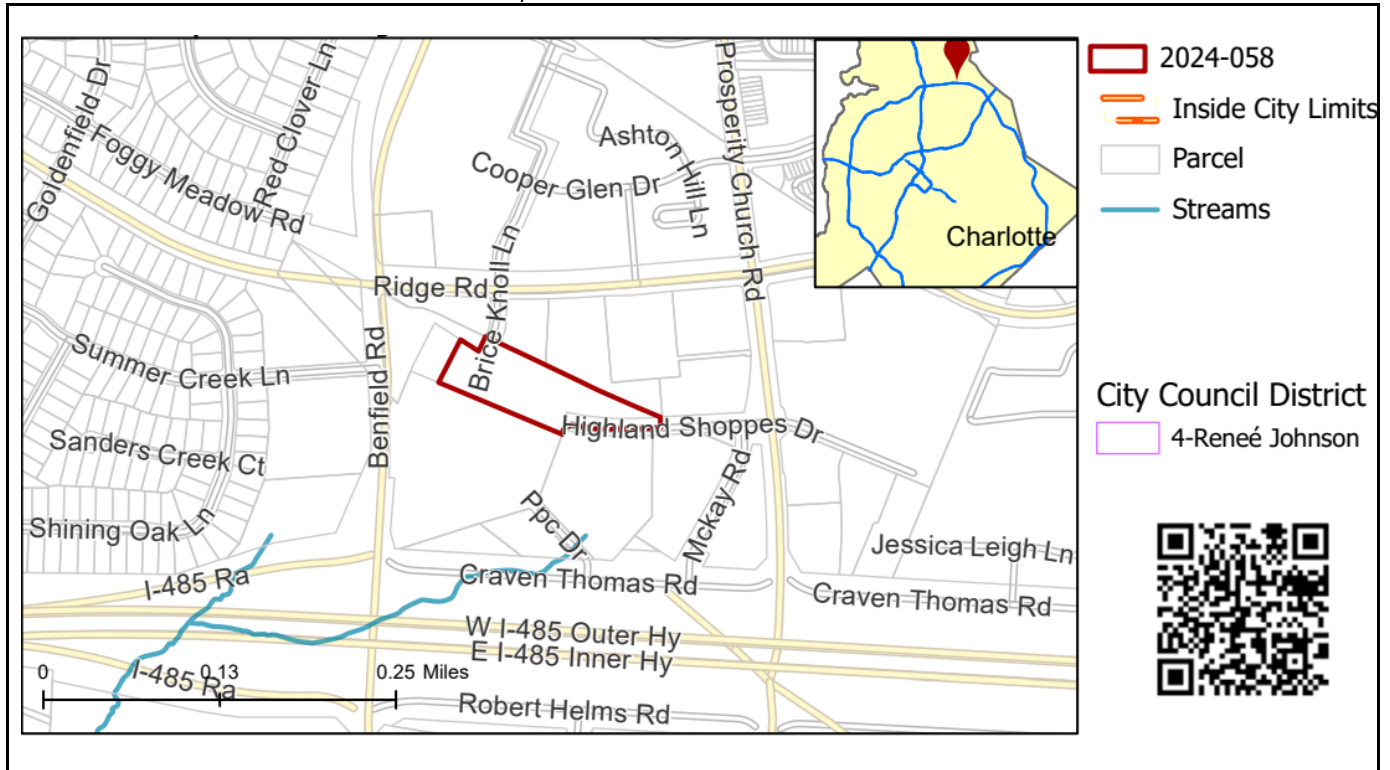 Goldenfield Dr
Foggy Meadow Rd
Red Clover Ln
Cooper Glen Dr
Ashton Hill Ln
Prosperity Church Rd
Charlotte
Ridge Rd
Brice Knoll Ln
Benfield Rd
Summer Creek Ln
Highland Shoppes Dr
Sanders Creek Ct
Mckay Rd
Ppc Dr
Shining Oak Ln
Jessica Leigh Ln
I-485 Ra
Craven Thomas Rd
Craven Thomas Rd
W I-485 Outer Hy
E I-485 Inner Hy
I-485 Ra
0 0.13 0.25 Miles
Robert Helms Rd
2024-058
Inside City Limits
Parcel
Streams
City Council District
4-Reneé Johnson